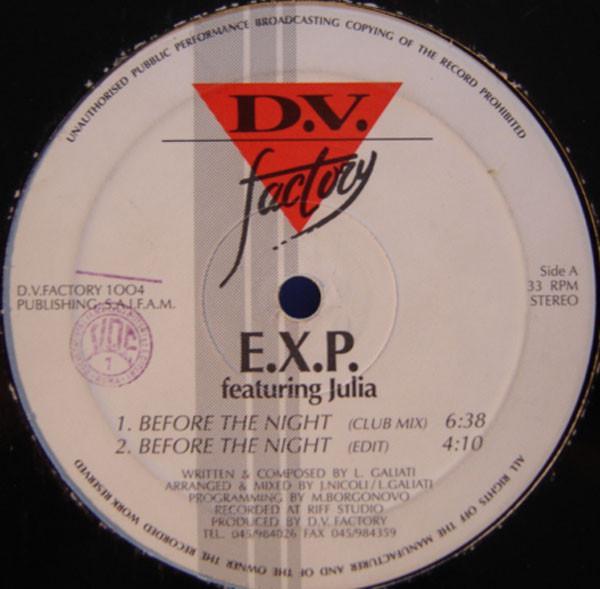 UNAUTHORISED PUBBLIC PERFORMANCE BROADCASTING COPYING OF THE RECORD PROHIBITED
D.V.
factory
D.V.FACTORY 1004
PUBLISHING: S.A.I.F.A.M.
Side A
33 RPM
STEREO
E.X.P.
featuring Julia
1. BEFORE THE NIGHT (CLUB MIX) 6:38
2. BEFORE THE NIGHT (EDIT) 4:10
WRITTEN & COMPOSED BY L. GALIATI
ARRANGED & MIXED BY J.NICOLI/L.GALIATI
PROGRAMMING BY M.BORGONOVO
RECORDED AT RIFF STUDIO
PRODUCED BY D.V. FACTORY
TEL. 045/984026 FAX 045/984359
ALL RIGHTS OFF THE MANUFACTURER AND OF THE OWNER THE RECORDED WORK RESERVED